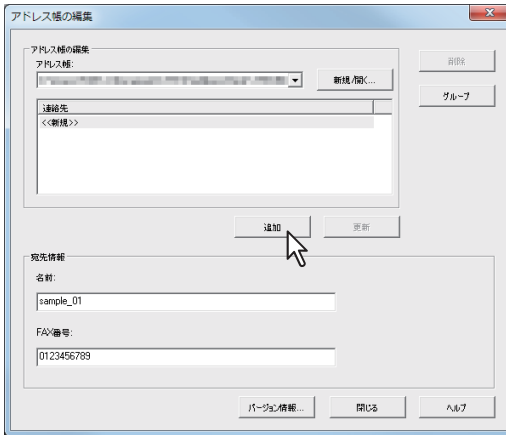 アドレス帳の編集
アドレス帳の編集
アドレス帳:
新規/開く...
削除
グループ
連絡先
<<新規>>
追加
更新
宛先情報
名前:
sample_01
FAX番号:
0123456789
バージョン情報...
閉じる
ヘルプ